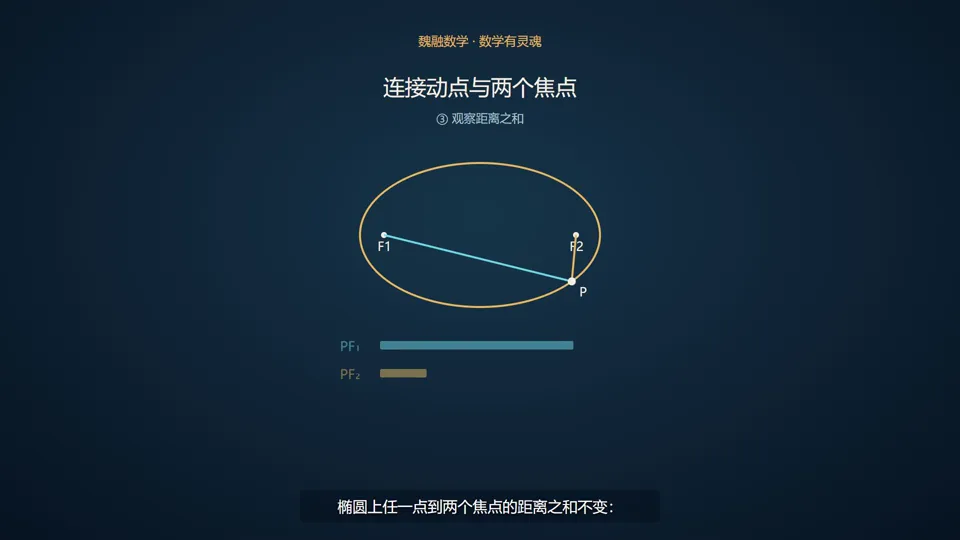 魏融数学 · 数学有灵魂
连接动点与两个焦点
③ 观察距离之和
F1
F2
P
PF₁
PF₂
椭圆上任一点到两个焦点的距离之和不变：